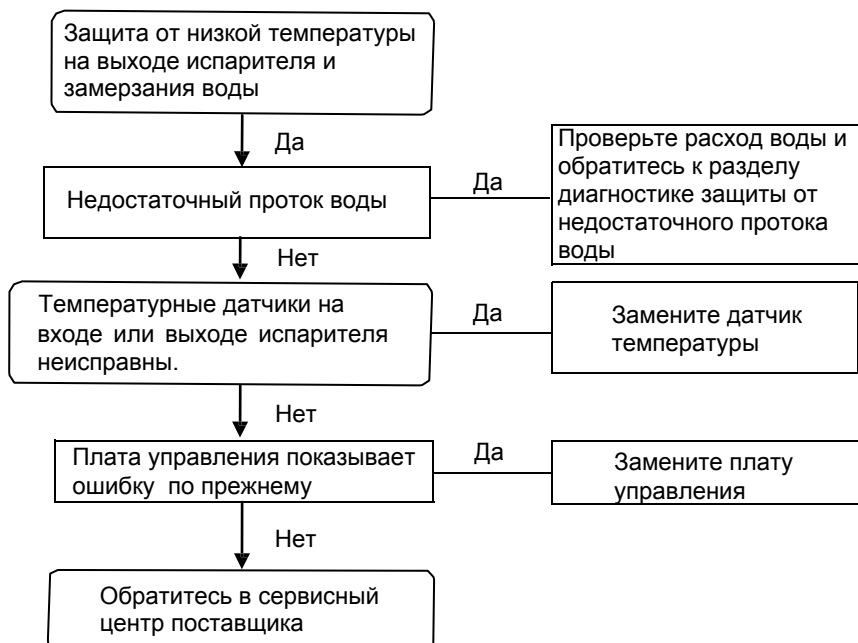 Защита от низкой температуры
на выходе испарителя и
замерзания воды
Да
Недостаточный проток воды
Да
Проверьте расход воды и
обратитесь к разделу
диагностике защиты от
недостаточного протока
воды
Нет
Температурные датчики на
входе или выходе испарителя
неисправны.
Да
Замените датчик
температуры
Нет
Плата управления показывает
ошибку по прежнему
Да
Замените плату
управления
Нет
Обратитесь в сервисный
центр поставщика